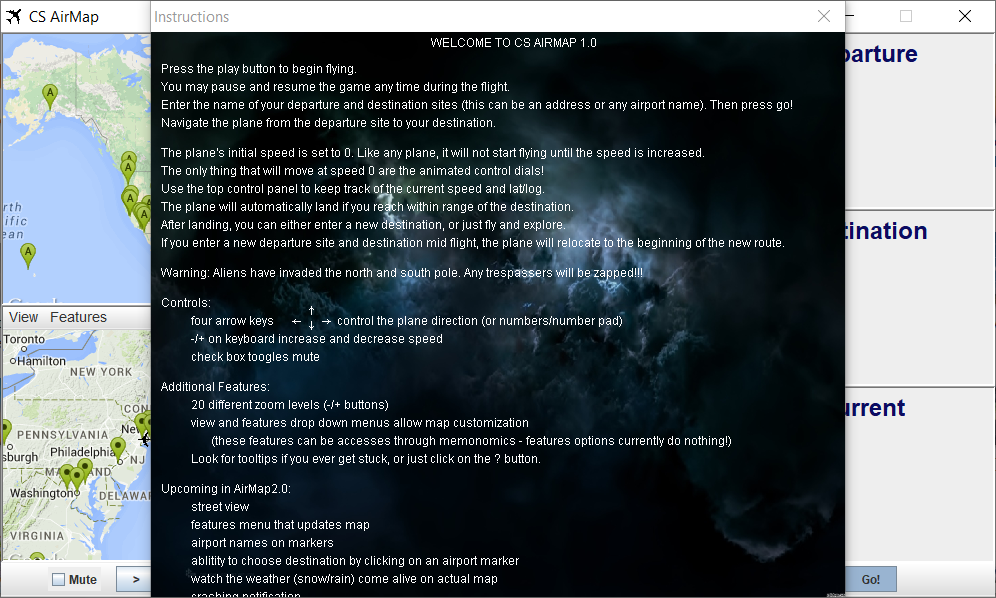 CS AirMap
Instructions
WELCOME TO CS AIRMAP 1.0
Press the play button to begin flying.
You may pause and resume the game any time during the flight.
Enter the name of your departure and destination sites (this can be an address or any airport name). Then press go!
Navigate the plane from the departure site to your destination.
The plane's initial speed is set to 0. Like any plane, it will not start flying until the speed is increased.
The only thing that will move at speed 0 are the animated control dials!
Use the top control panel to keep track of the current speed and lat/log.
The plane will automatically land if you reach within range of the destination.
After landing, you can either enter a new destination, or just fly and explore.
If you enter a new departure site and destination mid flight, the plane will relocate to the beginning of the new route.
Warning: Aliens have invaded the north and south pole. Any trespassers will be zapped!!!
Controls:
four arrow keys ← ↑ ↓ → control the plane direction (or numbers/number pad)
-/+ on keyboard increase and decrease speed
check box toogles mute
Additional Features:
20 different zoom levels (-/+ buttons)
view and features drop down menus allow map customization
(these features can be accesses through memonomics - features options currently do nothing!)
Look for tooltips if you ever get stuck, or just click on the ? button.
Upcoming in AirMap2.0:
street view
features menu that updates map
airport names on markers
ablitity to choose destination by clicking on an airport marker
watch the weather (snow/rain) come alive on actual map
crashing notification
A
A
A
A
A
A
rth
ific
ean
View Features
Toronto
Hamilton
NEW YORK
CON
New
PENNSYLVANIA
sburgh
Philadelphia
NJ
MARYLAND
Washington
DELAWAR
VIRGINIA
Mute
>
parture
tination
urrent
Go!